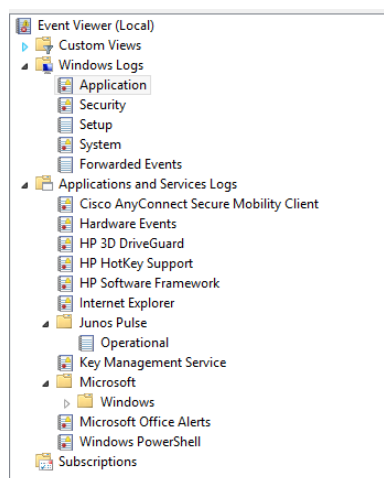 Event Viewer (Local)
Custom Views
Windows Logs
Application
Security
Setup
System
Forwarded Events
Applications and Services Logs
Cisco AnyConnect Secure Mobility Client
Hardware Events
HP 3D DriveGuard
HP HotKey Support
HP Software Framework
Internet Explorer
Junos Pulse
Operational
Key Management Service
Microsoft
Windows
Microsoft Office Alerts
Windows PowerShell
Subscriptions